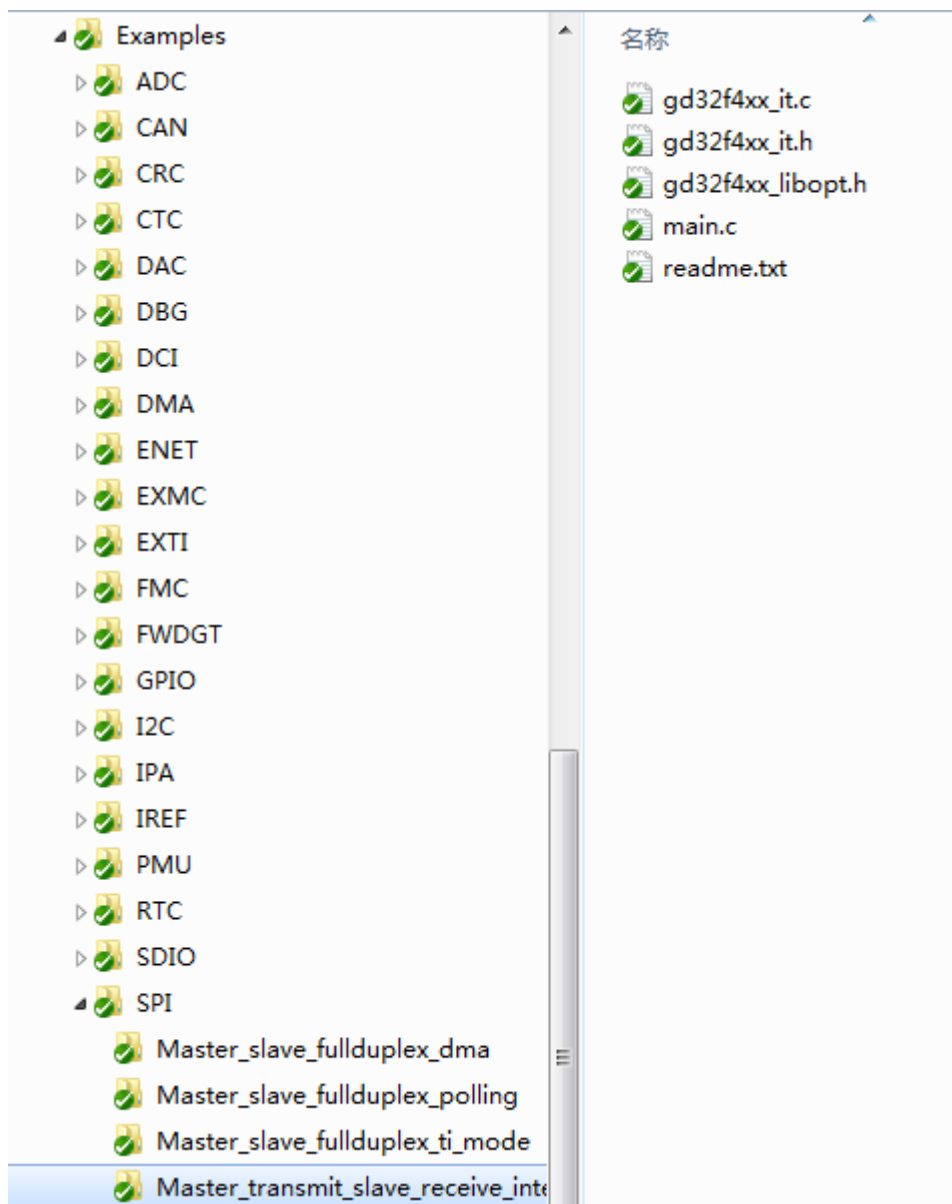 Examples
ADC
CAN
CRC
CTC
DAC
DBG
DCI
DMA
ENET
EXMC
EXTI
FMC
FWDGT
GPIO
I2C
IPA
IREF
PMU
RTC
SDIO
SPI
Master_slave_fullduplex_dma
Master_slave_fullduplex_polling
Master_slave_fullduplex_ti_mode
Master_transmit_slave_receive_inte
名称
gd32f4xx_it.c
gd32f4xx_it.h
gd32f4xx_libopt.h
main.c
readme.txt